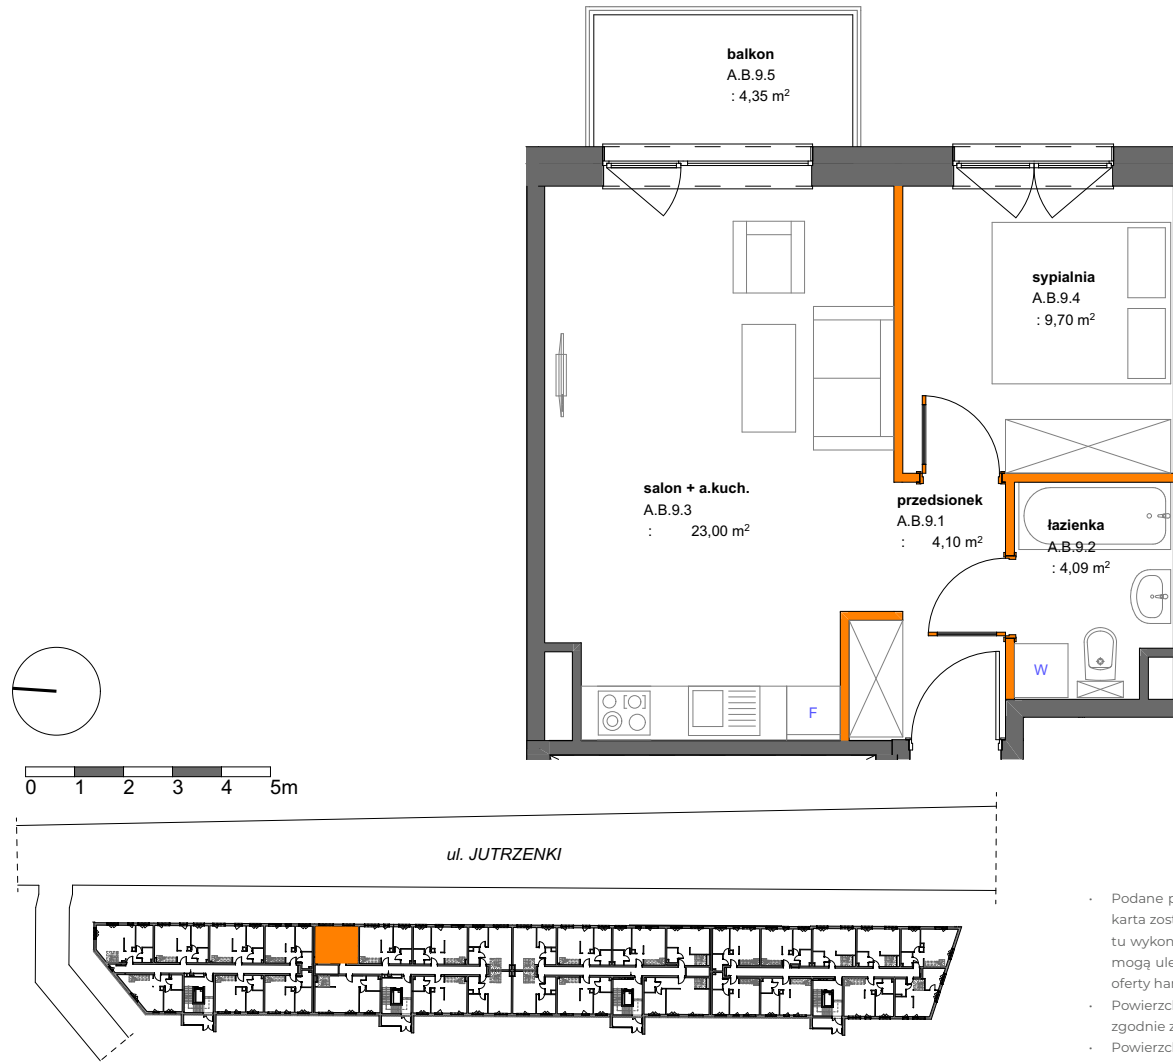 balkon
A.B.9.5
: 4,35 m²
sypialnia
A.B.9.4
: 9,70 m²
salon + a.kuch.
A.B.9.3
: 23,00 m²
przedsionek
A.B.9.1
: 4,10 m²
łazienka
A.B.9.2
: 4,09 m²
W
F
0 1 2 3 4 5m
ul. JUTRZENKI
· Podane p
karta zost
tu wykon
mogą ule
oferty har
· Powierzch
zgodnie z
· Powierzch